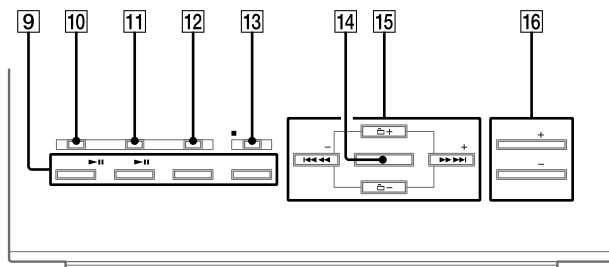 9 10 11 12 13 14 15 16
■ +
- +
►II ►II I◄◄ ◄◄ ►► ►►I
-
+
-